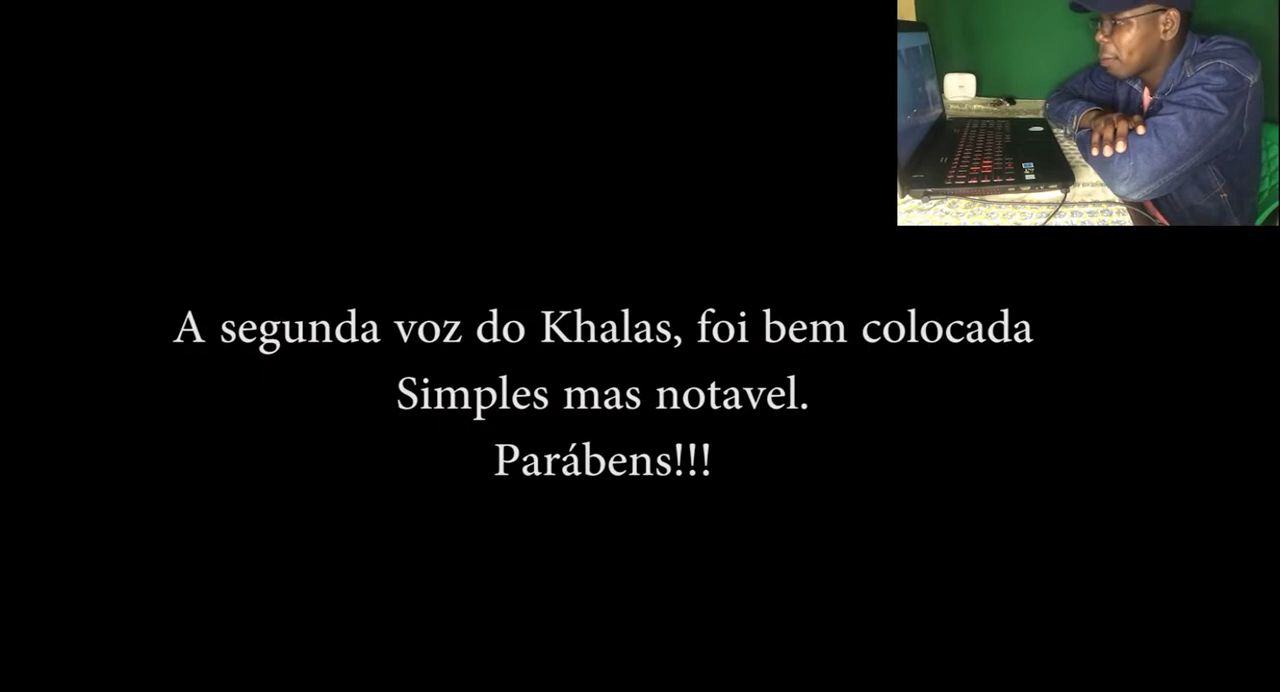 A segunda voz do Khalas, foi bem colocada
Simples mas notavel.
Parábens!!!